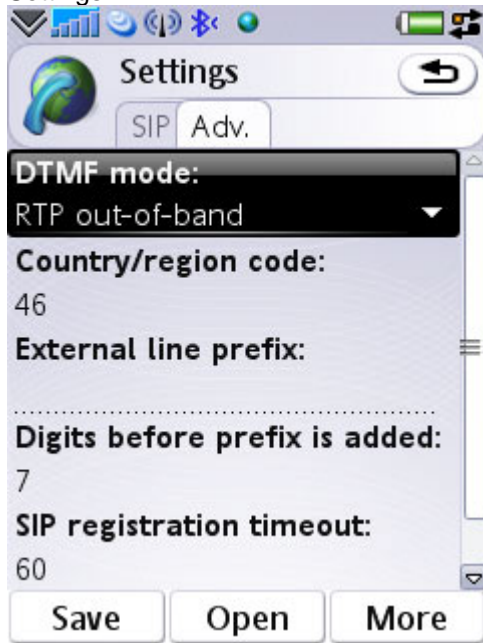 Settings
SIP Adv.
DTMF mode:
RTP out-of-band
Country/region code:
46
External line prefix:
Digits before prefix is added:
7
SIP registration timeout:
60
Save Open More